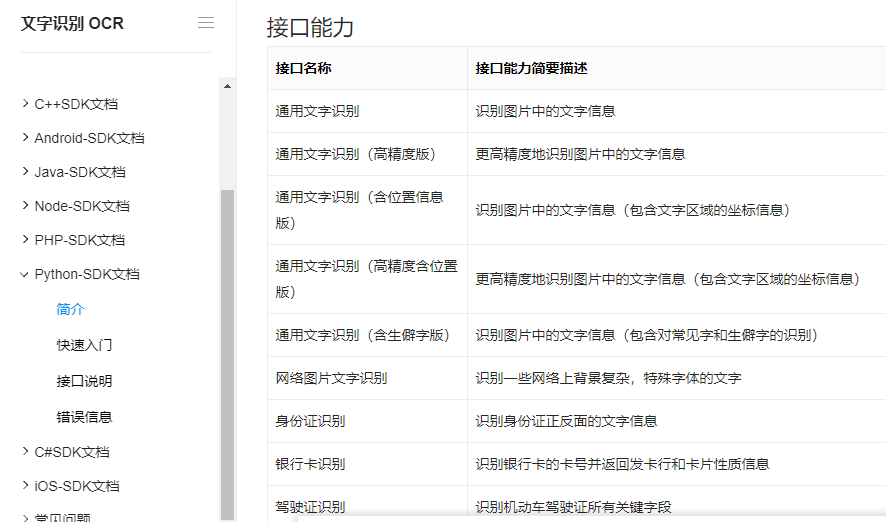 文字识别 OCR
C++SDK文档
Android-SDK文档
Java-SDK文档
Node-SDK文档
PHP-SDK文档
Python-SDK文档
简介
快速入门
接口说明
错误信息
C#SDK文档
iOS-SDK文档
常见问题
接口能力
接口名称 接口能力简要描述
通用文字识别 识别图片中的文字信息
通用文字识别（高精度版） 更高精度地识别图片中的文字信息
通用文字识别（含位置信息
版） 识别图片中的文字信息（包含文字区域的坐标信息）
通用文字识别（高精度含位置
版） 更高精度地识别图片中的文字信息（包含文字区域的坐标信息）
通用文字识别（含生僻字版） 识别图片中的文字信息（包含对常见字和生僻字的识别）
网络图片文字识别 识别一些网络上背景复杂，特殊字体的文字
身份证识别 识别身份证正反面的文字信息
银行卡识别 识别银行卡的卡号并返回发卡行和卡片性质信息
驾驶证识别 识别机动车驾驶证所有关键字段